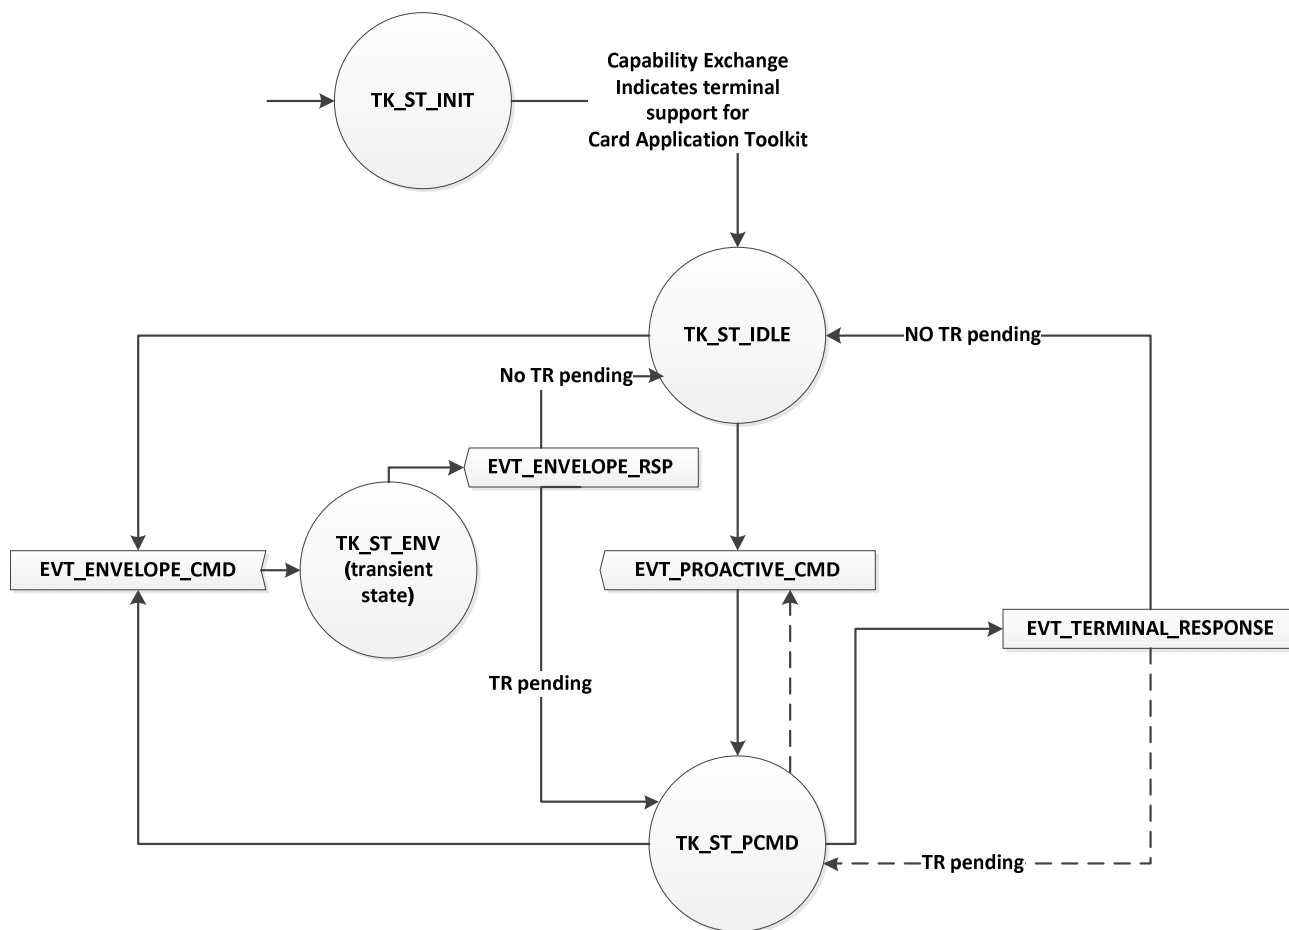 TK_ST_INIT
Capability Exchange
Indicates terminal
support for
Card Application Toolkit
TK_ST_IDLE
NO TR pending
No TR pending
EVT_ENVELOPE_RSP
TK_ST_ENV
(transient
state)
EVT_ENVELOPE_CMD
EVT_PROACTIVE_CMD
EVT_TERMINAL_RESPONSE
TR pending
TK_ST_PCMD
TR pending